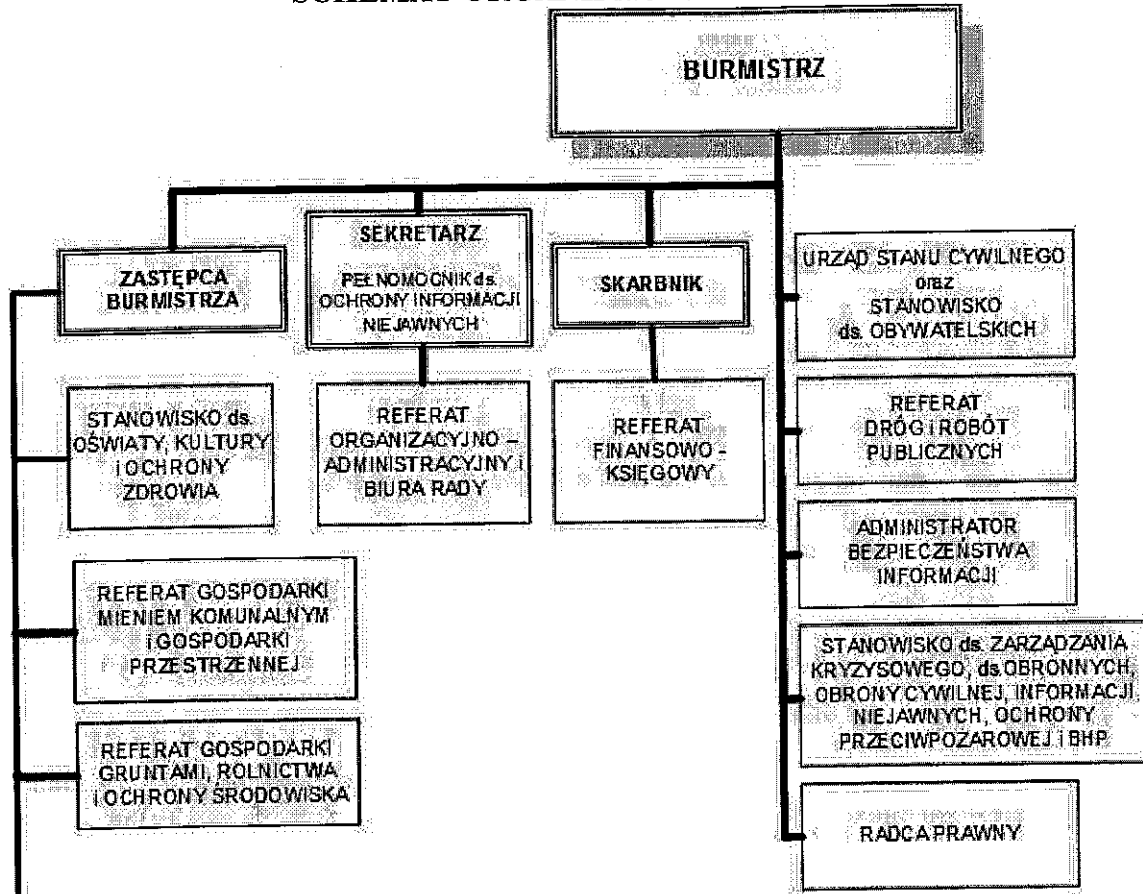 BURMISTRZ
ZASTĘPCA
BURMISTRZA
SEKRETARZ
PEŁNOMOCNIK ds.
OCHRONY INFORMACJI
NIEJAWNYCH
SKARBNIK
URZĄD STANU CYWILNEGO
oraz
STANOWISKO
ds. OBYWATELSKICH
STANOWISKO ds.
OŚWIATY, KULTURY
i OCHRONY
ZDROWIA
REFERAT
ORGANIZACYJNO –
ADMINISTRACYJNY i
BIURA RADY
REFERAT
FINANSOWO -
KSIĘGOWY
REFERAT
DRÓG i ROBÓT
PUBLICZNYCH
ADMINISTRATOR
BEZPIECZEŃSTWA
INFORMACJI
REFERAT GOSPODARKI
MIENIEM KOMUNALNYM
i GOSPODARKI
PRZESTRZENNEJ
STANOWISKO ds. ZARZĄDZANIA
KRYZYSOWEGO, ds.OBRONNYCH,
OBRONY CYWILNEJ, INFORMACJI
NIEJAWNYCH, OCHRONY
PRZECIWPOŻAROWEJ i BHP
REFERAT GOSPODARKI
GRUNTAMI, ROLNICTWA
i OCHRONY ŚRODOWISKA
RADCA PRAWNY